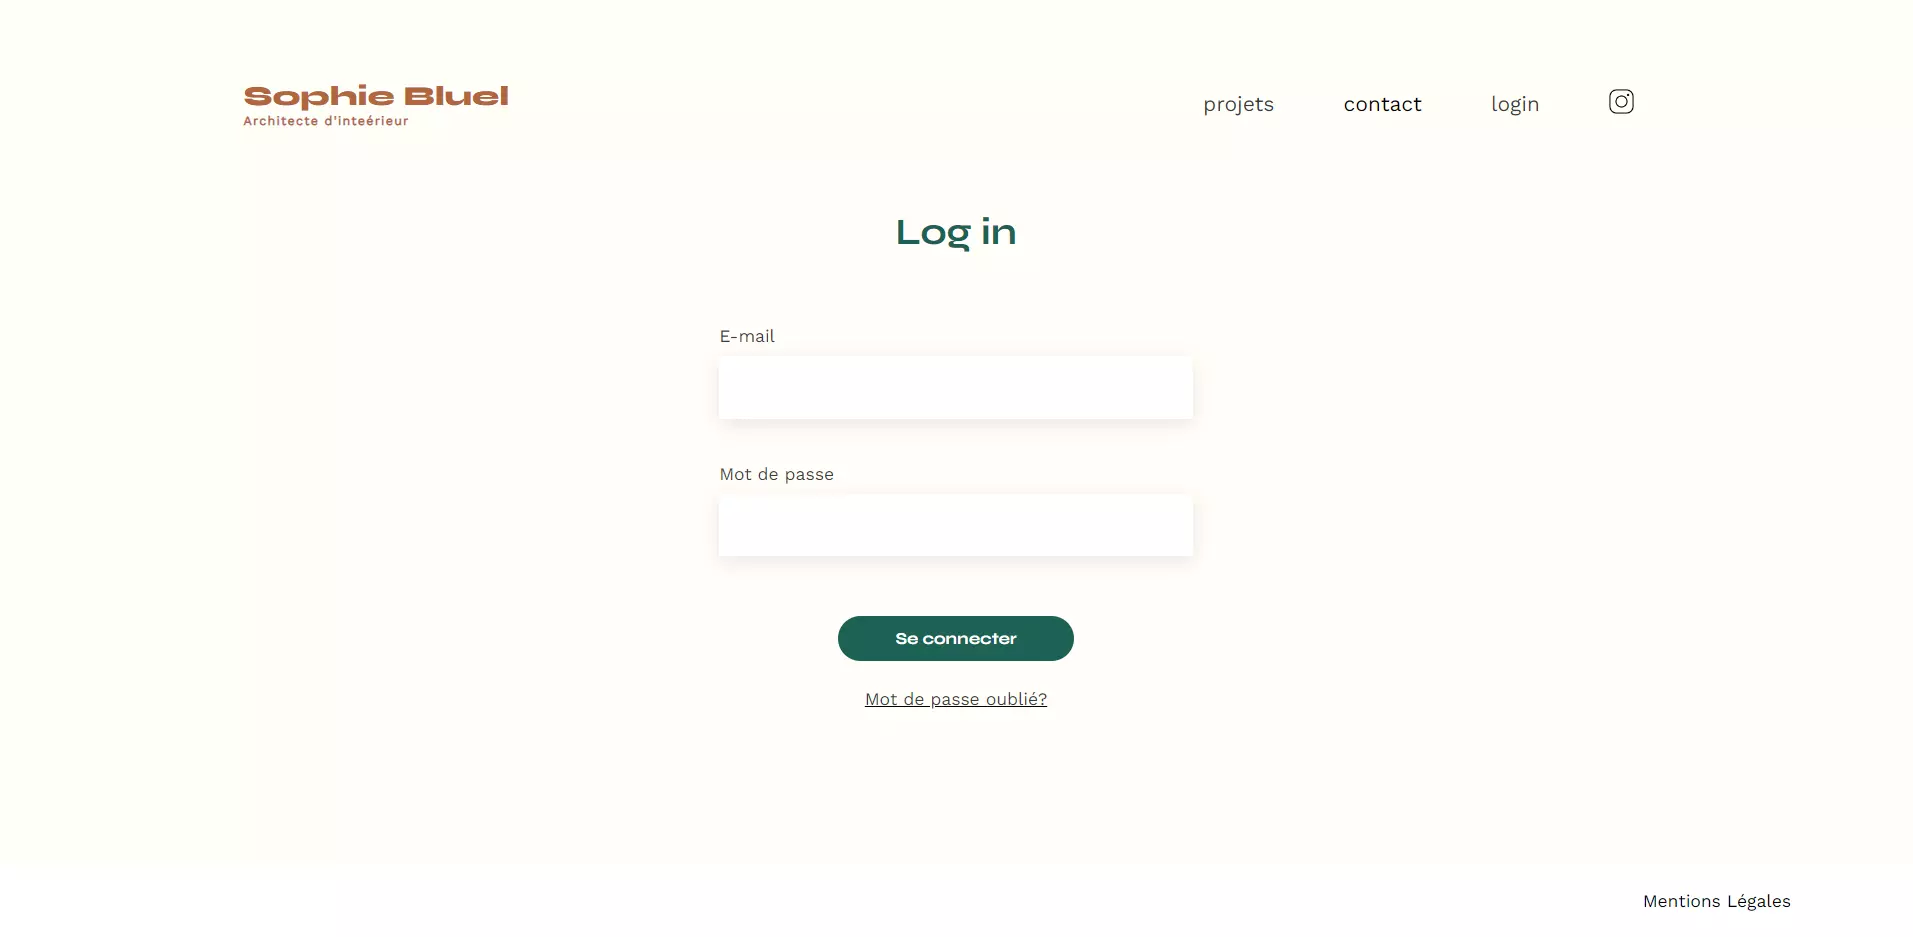 Sophie Bluel
Architecte d'inteérieur
projets contact login
Log in
E-mail
Mot de passe
Se connecter
Mot de passe oublié?
Mentions Légales